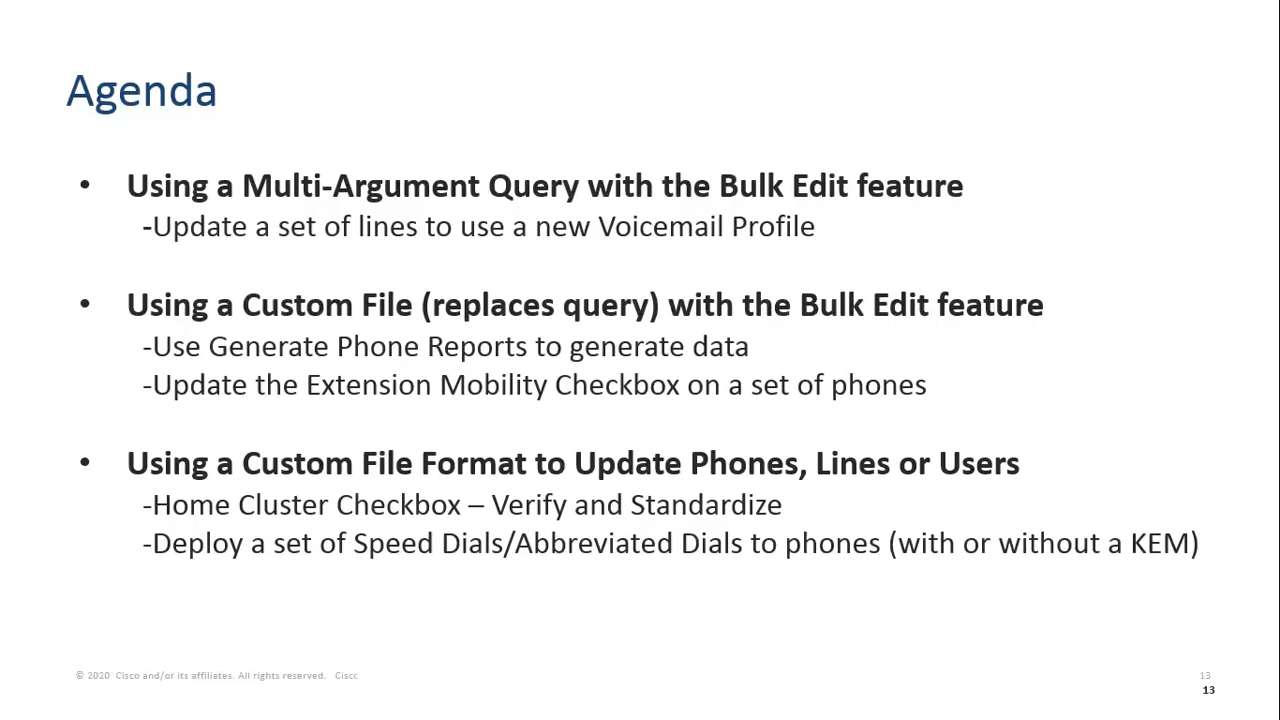 Agenda
• Using a Multi-Argument Query with the Bulk Edit feature
-Update a set of lines to use a new Voicemail Profile
• Using a Custom File (replaces query) with the Bulk Edit feature
-Use Generate Phone Reports to generate data
-Update the Extension Mobility Checkbox on a set of phones
• Using a Custom File Format to Update Phones, Lines or Users
-Home Cluster Checkbox – Verify and Standardize
-Deploy a set of Speed Dials/Abbreviated Dials to phones (with or without a KEM)
© 2020 Cisco and/or its affiliates. All rights reserved. Ciscc
13
13